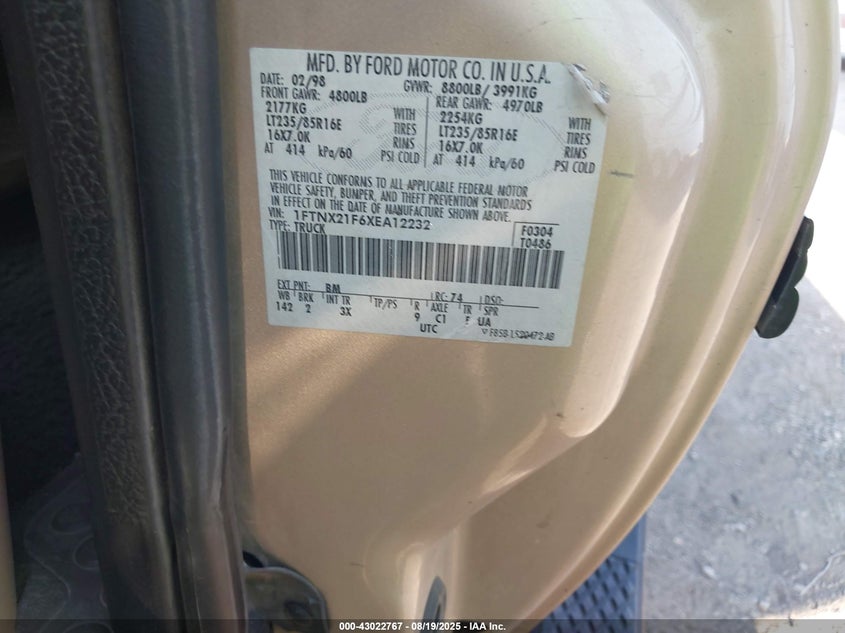 MFD. BY FORD MOTOR CO. IN U.S.A.
DATE: 02/98 GVWR: 8800LB/ 3991KG
FRONT GAWR: 4800LB REAR GAWR: 4970LB
2177KG WITH 2254KG WITH
LT235/85R16E TIRES LT235/85R16E TIRES
16X7.0K RIMS 16X7.0K RIMS
AT 414 kPa/60 PSI COLD AT 414 kPa/60 PSI COLD
THIS VEHICLE CONFORMS TO ALL APPLICABLE FEDERAL MOTOR
VEHICLE SAFETY, BUMPER, AND THEFT PREVENTION STANDARDS
IN EFFECT ON THE DATE OF MANUFACTURE SHOWN ABOVE.
VIN: 1FTNX21F6XEA12232 F0304
TYPE: TRUCK T0486
EXT PNT: BM RC: 74 DSO:
WB BRK INT TR TP/PS R AXLE TR SPR
142 2 3X 9 C1 UA
UTC F85B-1520472-AB
000-43022767 - 08/19/2025 - IAA Inc.